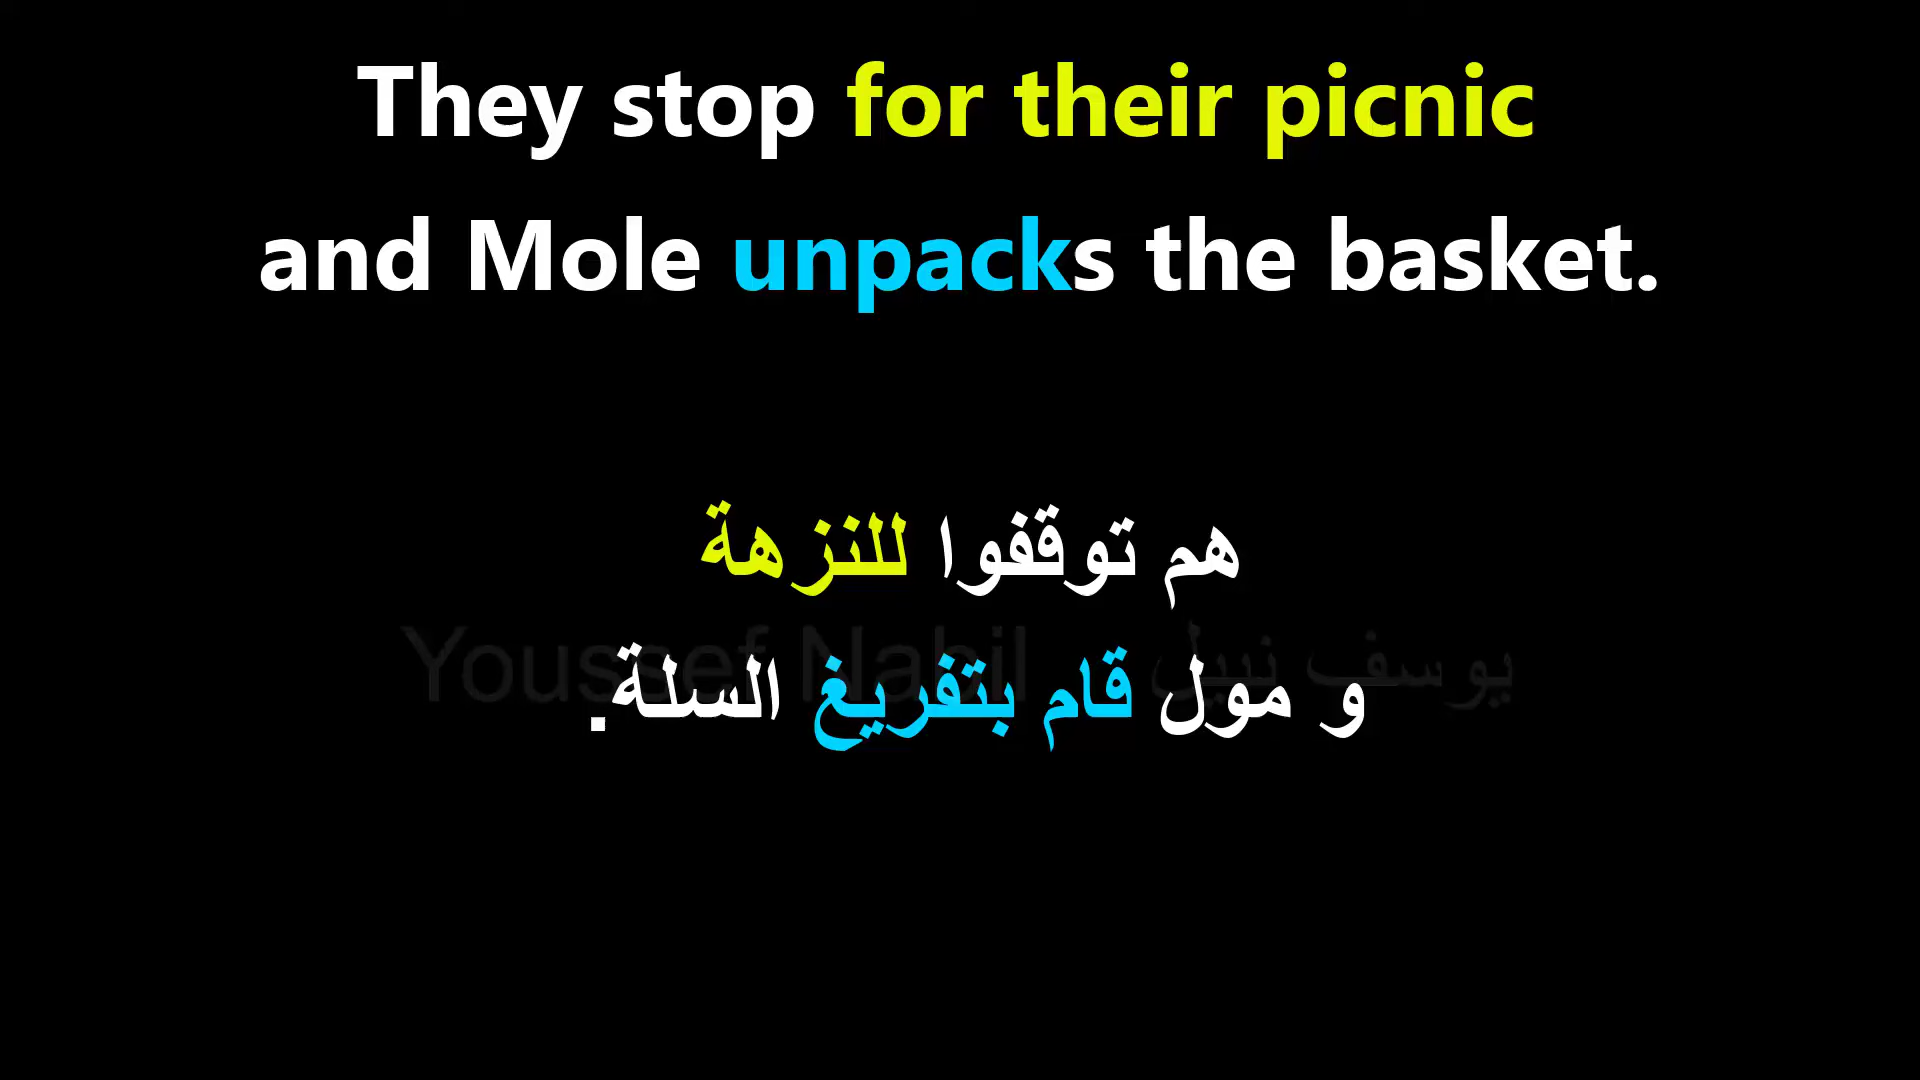 They stop for their picnic
and Mole unpacks the basket.
هم توقفوا للنزهة
Youssef Nabil يوسف نبيل
و مول قام بتفريغ السلة.